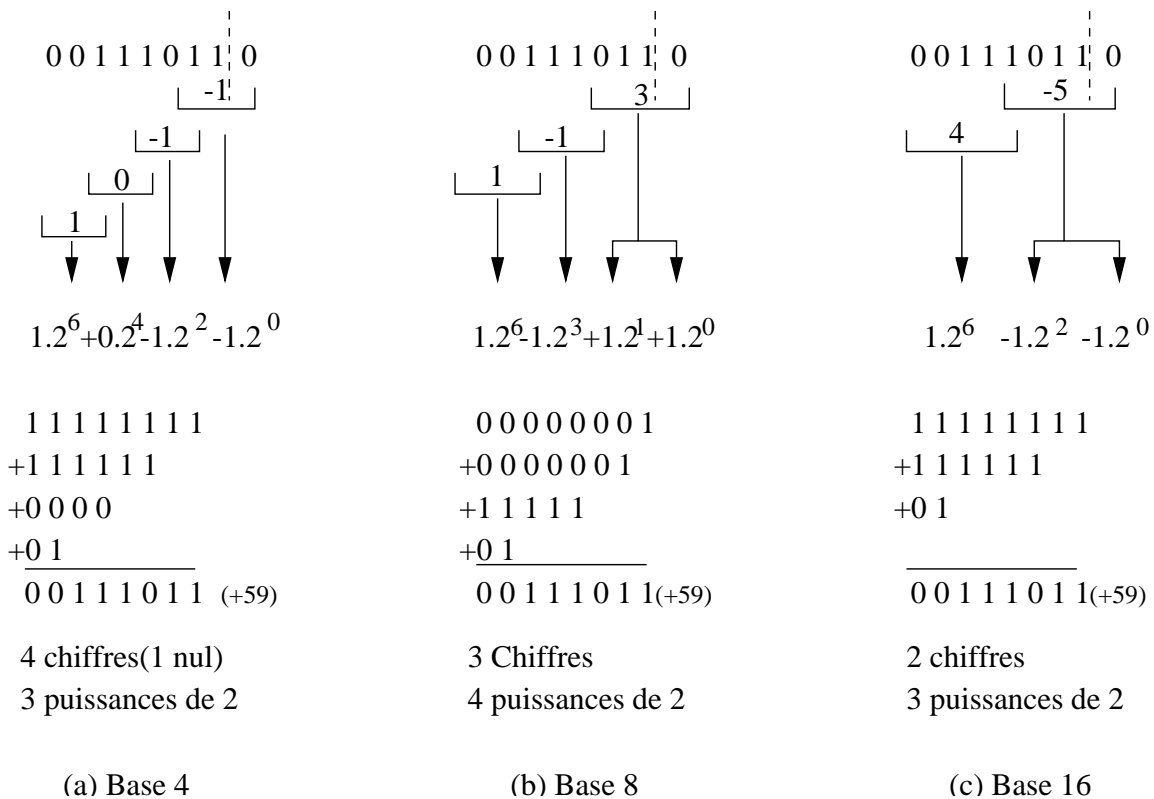 0 0 1 1 1 0 1 1 0
-1
-1
0
1
1.2^6+0.2^4-1.2^2 -1.2^0
1 1 1 1 1 1 1 1
+1 1 1 1 1 1
+0 0 0 0
+0 1
0 0 1 1 1 0 1 1 (+59)
4 chiffres(1 nul)
3 puissances de 2
(a) Base 4
0 0 1 1 1 0 1 1 0
3
-1
1
1.2^6-1.2^3+1.2^1+1.2^0
0 0 0 0 0 0 0 1
+0 0 0 0 0 0 1
+1 1 1 1 1
+0 1
0 0 1 1 1 0 1 1(+59)
3 Chiffres
4 puissances de 2
(b) Base 8
0 0 1 1 1 0 1 1 0
-5
4
1.2^6 -1.2^2 -1.2^0
1 1 1 1 1 1 1 1
+1 1 1 1 1 1
+0 1
0 0 1 1 1 0 1 1(+59)
2 chiffres
3 puissances de 2
(c) Base 16